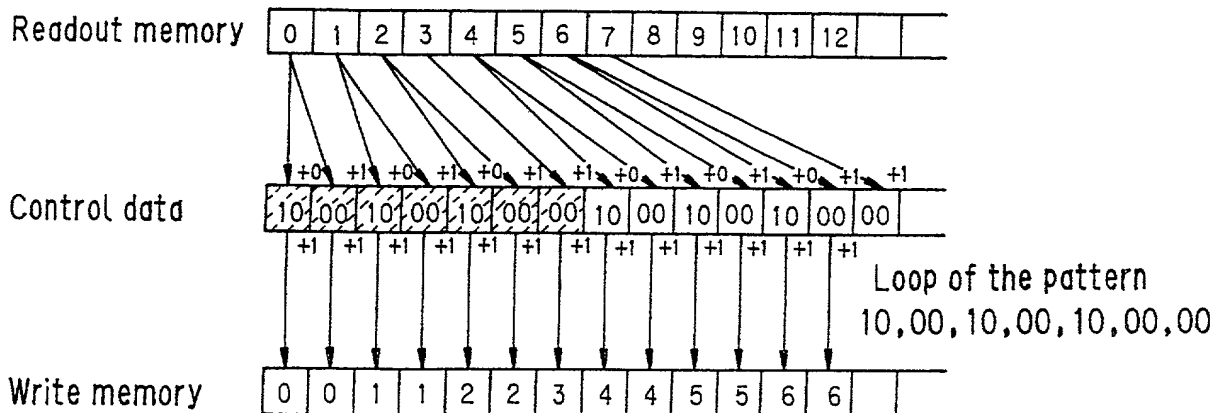 Readout memory 0 1 2 3 4 5 6 7 8 9 10 11 12
+0 +1 +0 +1 +0 +1 +1 +0 +1 +0 +1 +0 +1 +1
Control data 10 00 10 00 10 00 00 10 00 10 00 10 00 00
+1 +1 +1 +1 +1 +1 +1 +1 +1 +1 +1 +1 +1
Loop of the pattern
10,00,10,00,10,00,00
Write memory 0 0 1 1 2 2 3 4 4 5 5 6 6